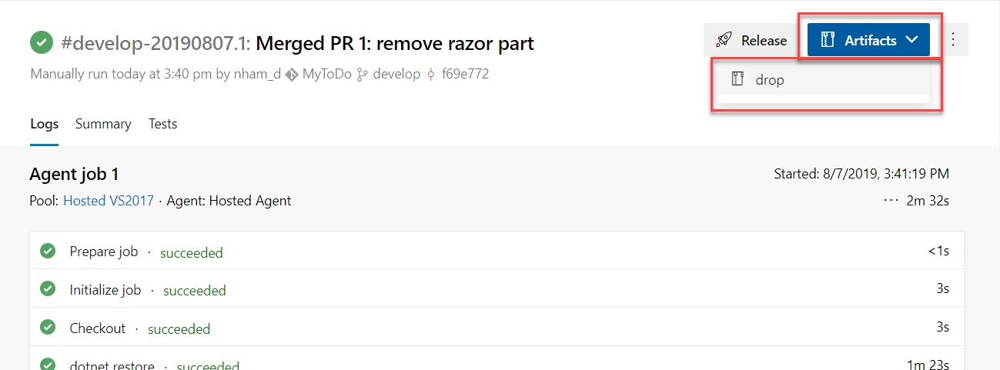 #develop-20190807.1: Merged PR 1: remove razor part
Release
Artifacts
Manually run today at 3:40 pm by nham_d MyToDo develop f69e772
drop
Logs Summary Tests
Agent job 1
Started: 8/7/2019, 3:41:19 PM
Pool: Hosted VS2017 · Agent: Hosted Agent
··· 2m 32s
Prepare job · succeeded <1s
Initialize job · succeeded 3s
Checkout · succeeded 3s
dotnet restore · succeeded 1m 23s